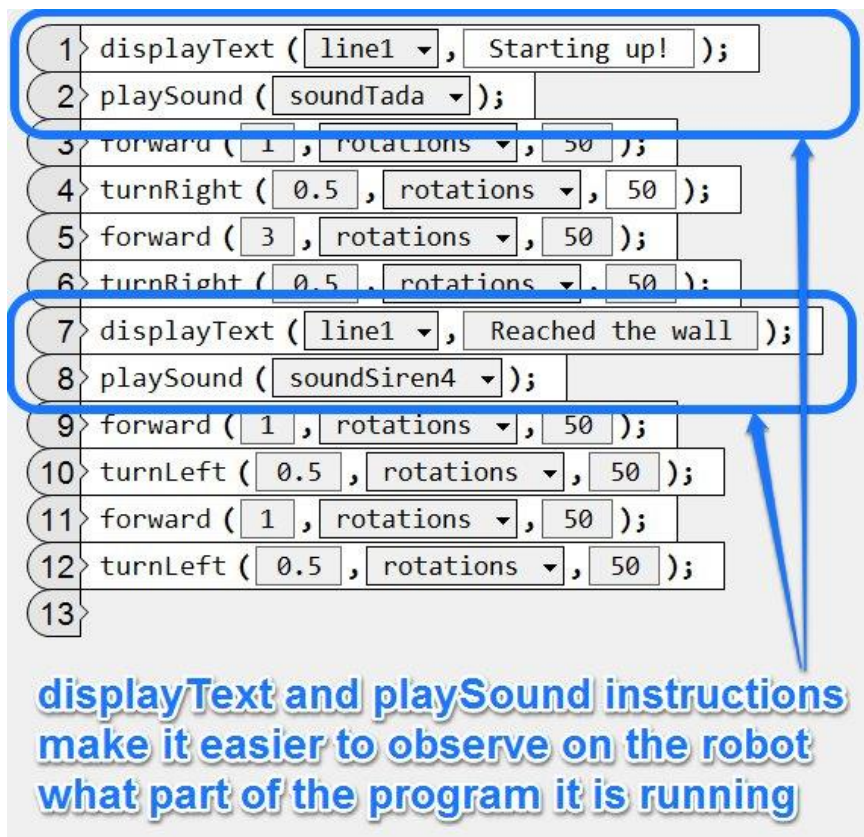 1 displayText ( line1 , Starting up! );
2 playSound ( soundTada );
3 forward ( 1 , rotations , 50 );
4 turnRight ( 0.5 , rotations , 50 );
5 forward ( 3 , rotations , 50 );
6 turnRight ( 0.5 , rotations , 50 );
7 displayText ( line1 , Reached the wall );
8 playSound ( soundSiren4 );
9 forward ( 1 , rotations , 50 );
10 turnLeft ( 0.5 , rotations , 50 );
11 forward ( 1 , rotations , 50 );
12 turnLeft ( 0.5 , rotations , 50 );
13
displayText and playSound instructions
make it easier to observe on the robot
what part of the program it is running